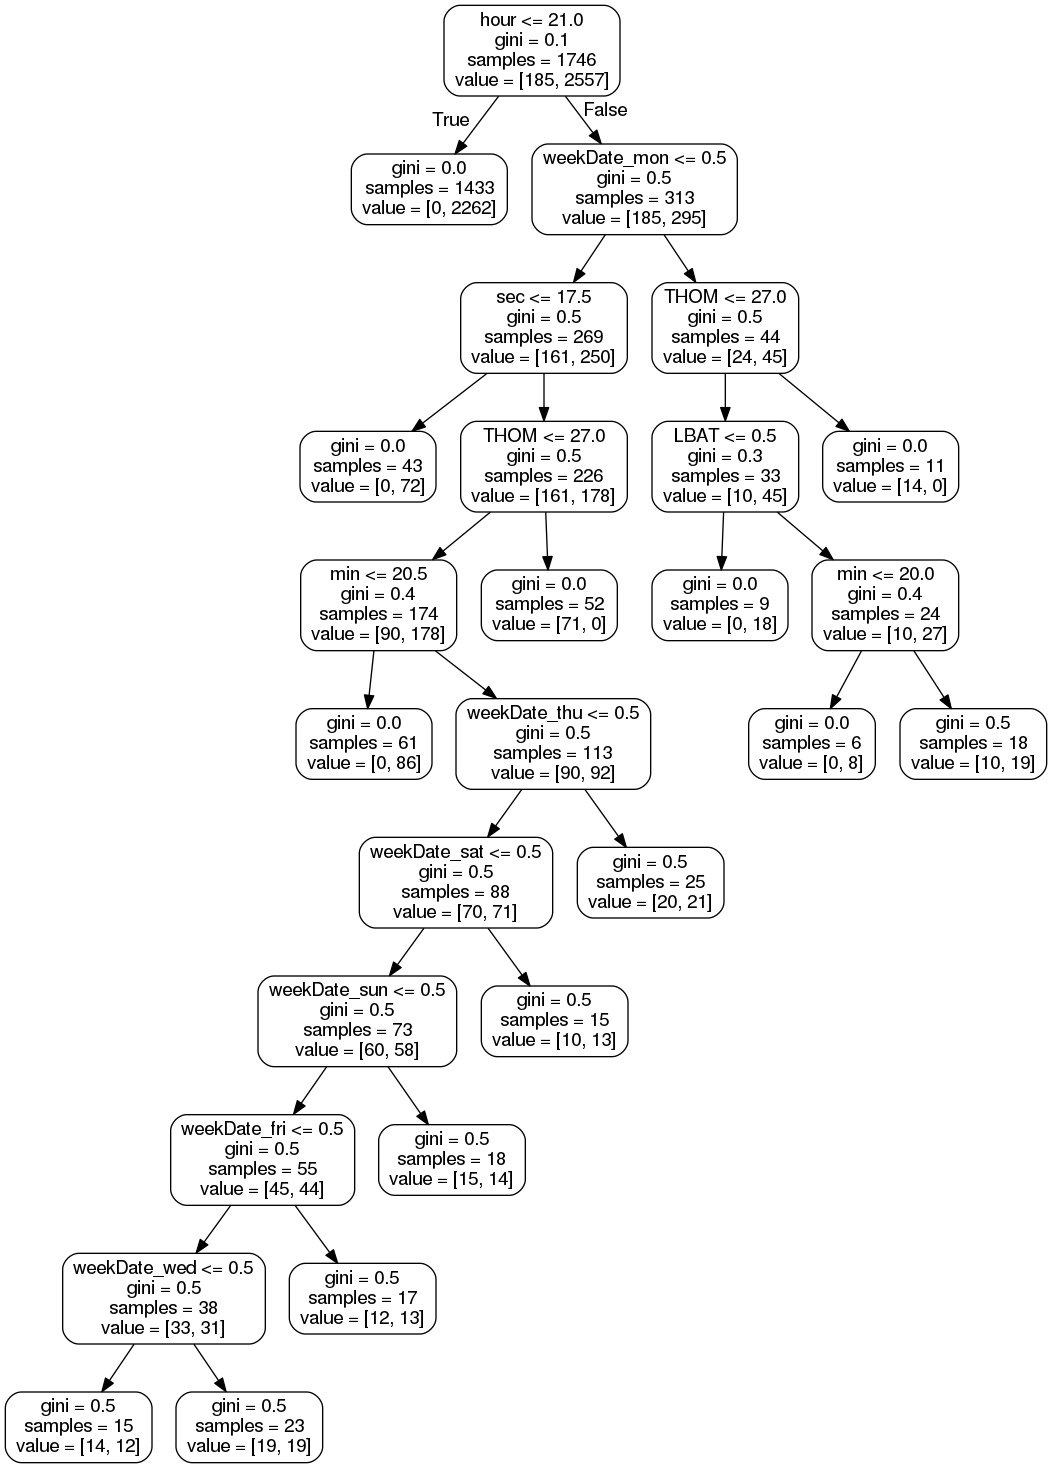 hour <= 21.0
gini = 0.1
samples = 1746
value = [185, 2557]
True
False
gini = 0.0
samples = 1433
value = [0, 2262]
weekDate_mon <= 0.5
gini = 0.5
samples = 313
value = [185, 295]
sec <= 17.5
gini = 0.5
samples = 269
value = [161, 250]
THOM <= 27.0
gini = 0.5
samples = 44
value = [24, 45]
gini = 0.0
samples = 43
value = [0, 72]
THOM <= 27.0
gini = 0.5
samples = 226
value = [161, 178]
LBAT <= 0.5
gini = 0.3
samples = 33
value = [10, 45]
gini = 0.0
samples = 11
value = [14, 0]
min <= 20.5
gini = 0.4
samples = 174
value = [90, 178]
gini = 0.0
samples = 52
value = [71, 0]
gini = 0.0
samples = 9
value = [0, 18]
min <= 20.0
gini = 0.4
samples = 24
value = [10, 27]
gini = 0.0
samples = 61
value = [0, 86]
weekDate_thu <= 0.5
gini = 0.5
samples = 113
value = [90, 92]
gini = 0.0
samples = 6
value = [0, 8]
gini = 0.5
samples = 18
value = [10, 19]
weekDate_sat <= 0.5
gini = 0.5
samples = 88
value = [70, 71]
gini = 0.5
samples = 25
value = [20, 21]
weekDate_sun <= 0.5
gini = 0.5
samples = 73
value = [60, 58]
gini = 0.5
samples = 15
value = [10, 13]
weekDate_fri <= 0.5
gini = 0.5
samples = 55
value = [45, 44]
gini = 0.5
samples = 18
value = [15, 14]
weekDate_wed <= 0.5
gini = 0.5
samples = 38
value = [33, 31]
gini = 0.5
samples = 17
value = [12, 13]
gini = 0.5
samples = 15
value = [14, 12]
gini = 0.5
samples = 23
value = [19, 19]